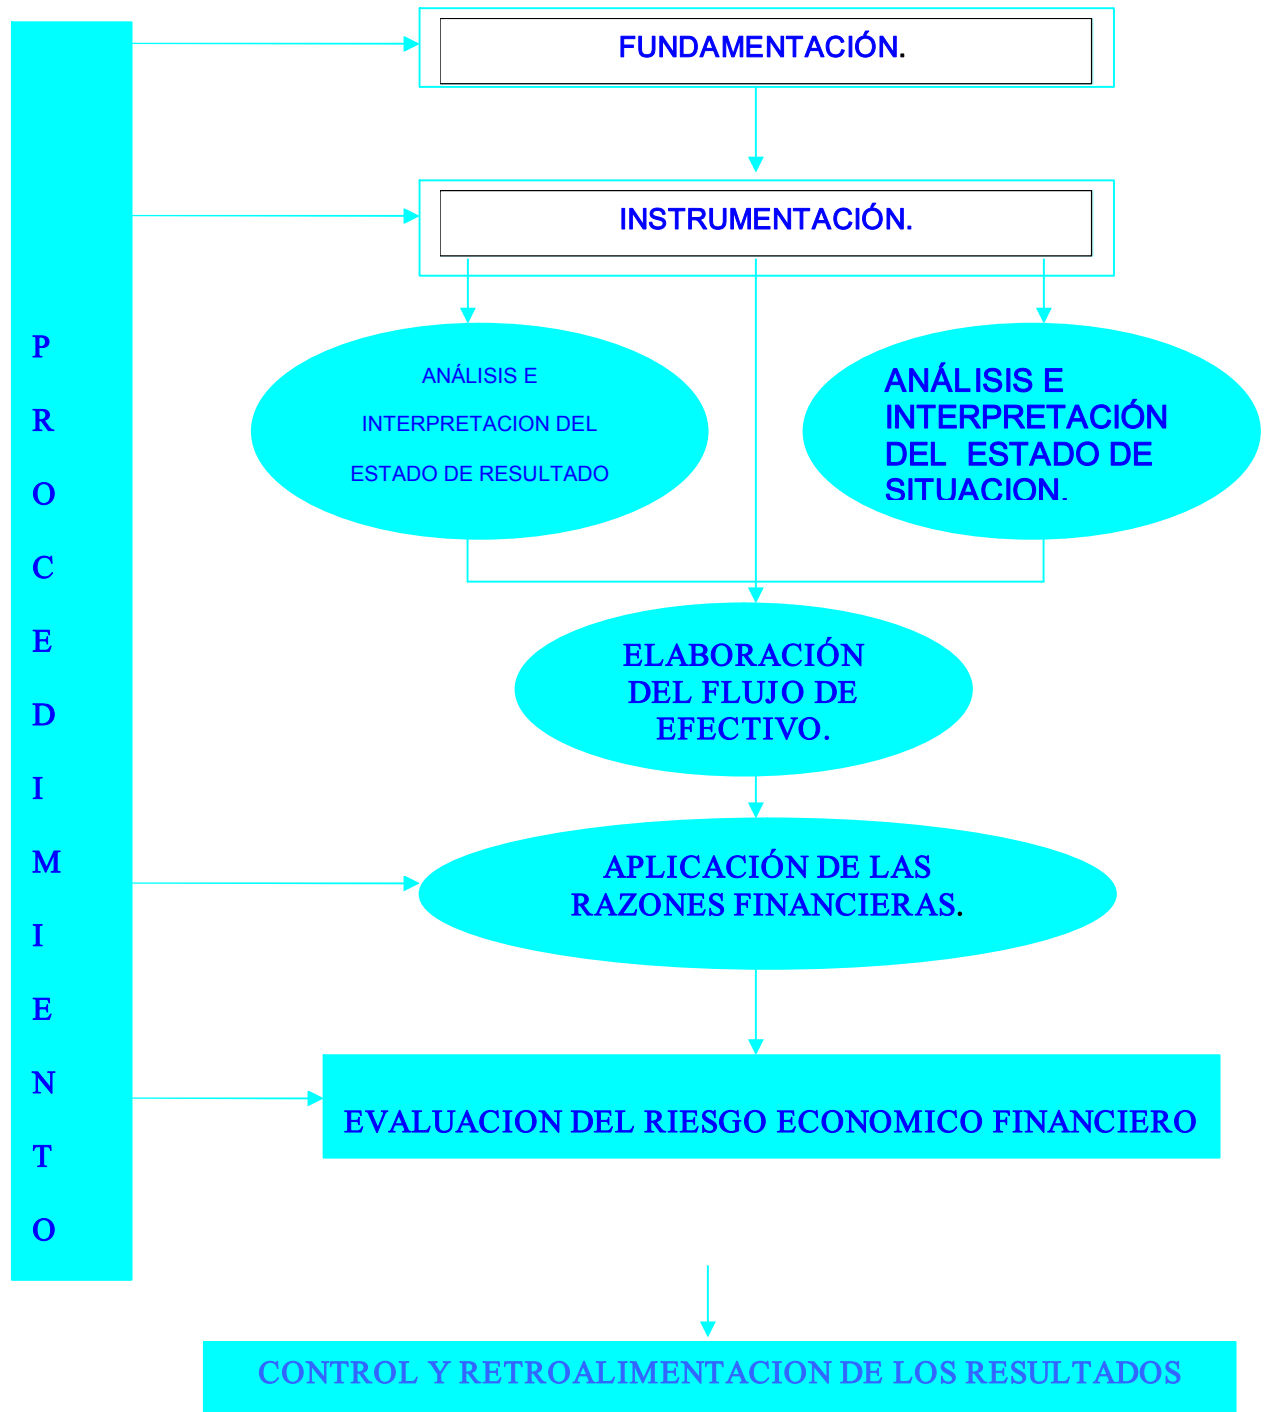 P
R
O
C
E
D
I
M
I
E
N
T
O
FUNDAMENTACIÓN.
INSTRUMENTACIÓN.
ANÁLISIS E
INTERPRETACION DEL
ESTADO DE RESULTADO
ANÁLISIS E
INTERPRETACIÓN
DEL ESTADO DE
SITUACION.
ELABORACIÓN
DEL FLUJO DE
EFECTIVO.
APLICACIÓN DE LAS
RAZONES FINANCIERAS.
EVALUACION DEL RIESGO ECONOMICO FINANCIERO
CONTROL Y RETROALIMENTACION DE LOS RESULTADOS